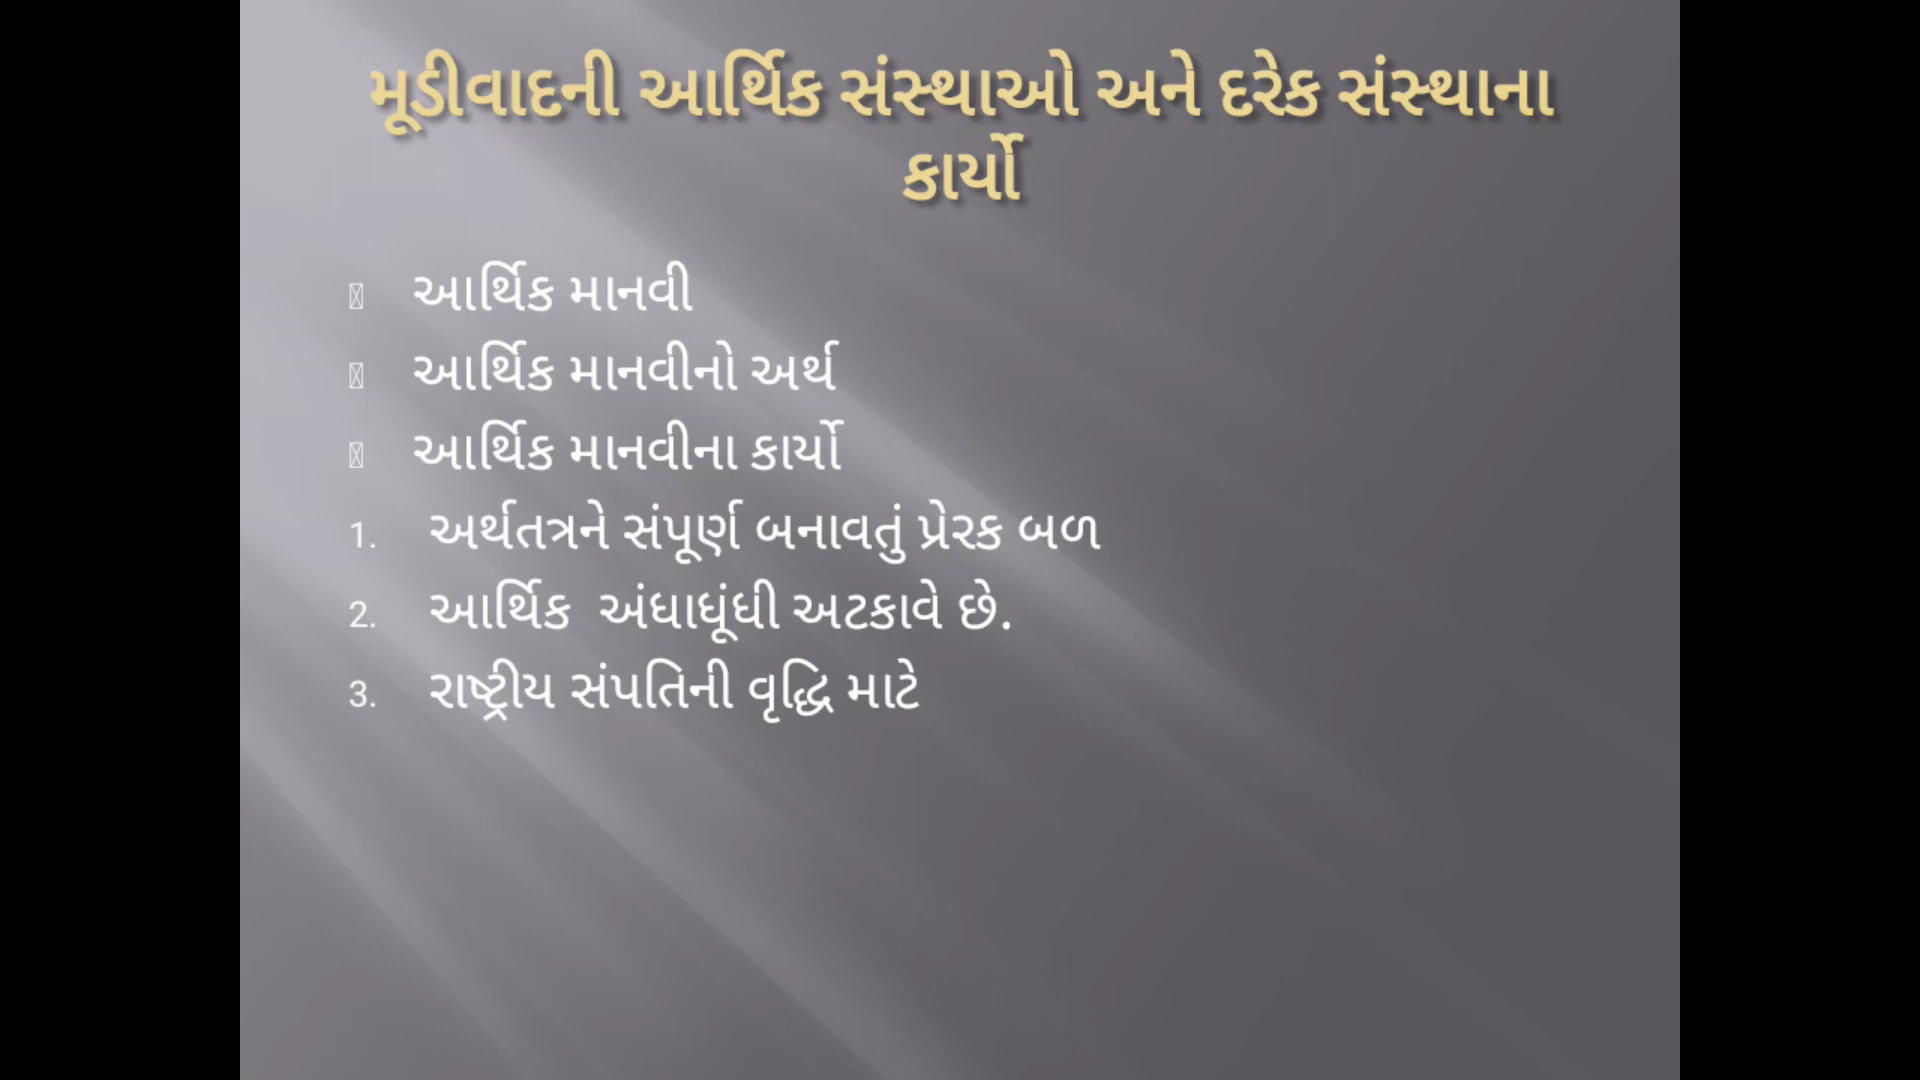 મૂડીવાદની આર્થિક સંસ્થાઓ અને દરેક સંસ્થાના
કાર્યો
આર્થિક માનવી
આર્થિક માનવીનો અર્થ
આર્થિક માનવીના કાર્યો
1. અર્થતત્રને સંપૂર્ણ બનાવતું પ્રેરક બળ
2. આર્થિક અંધાધૂંધી અટકાવે છે.
3. રાષ્ટ્રીય સંપતિની વૃદ્ધિ માટે